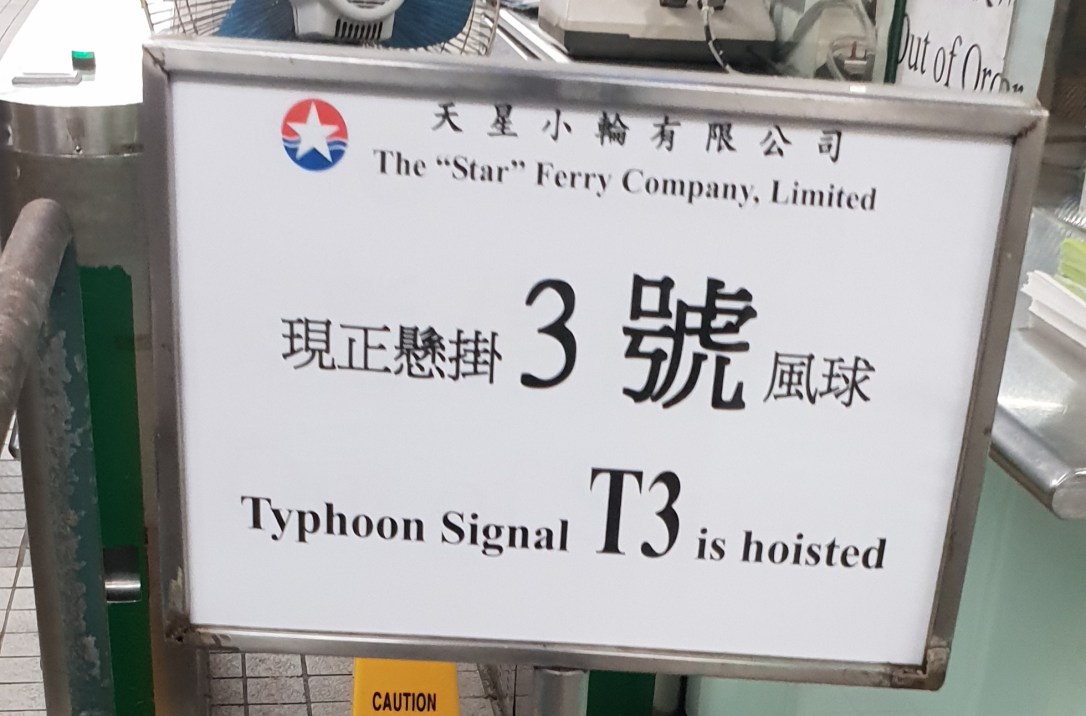 Out of Order
天星小輪有限公司
The “Star” Ferry Company, Limited
現正懸掛 3 號 風球
Typhoon Signal T3 is hoisted
CAUTION